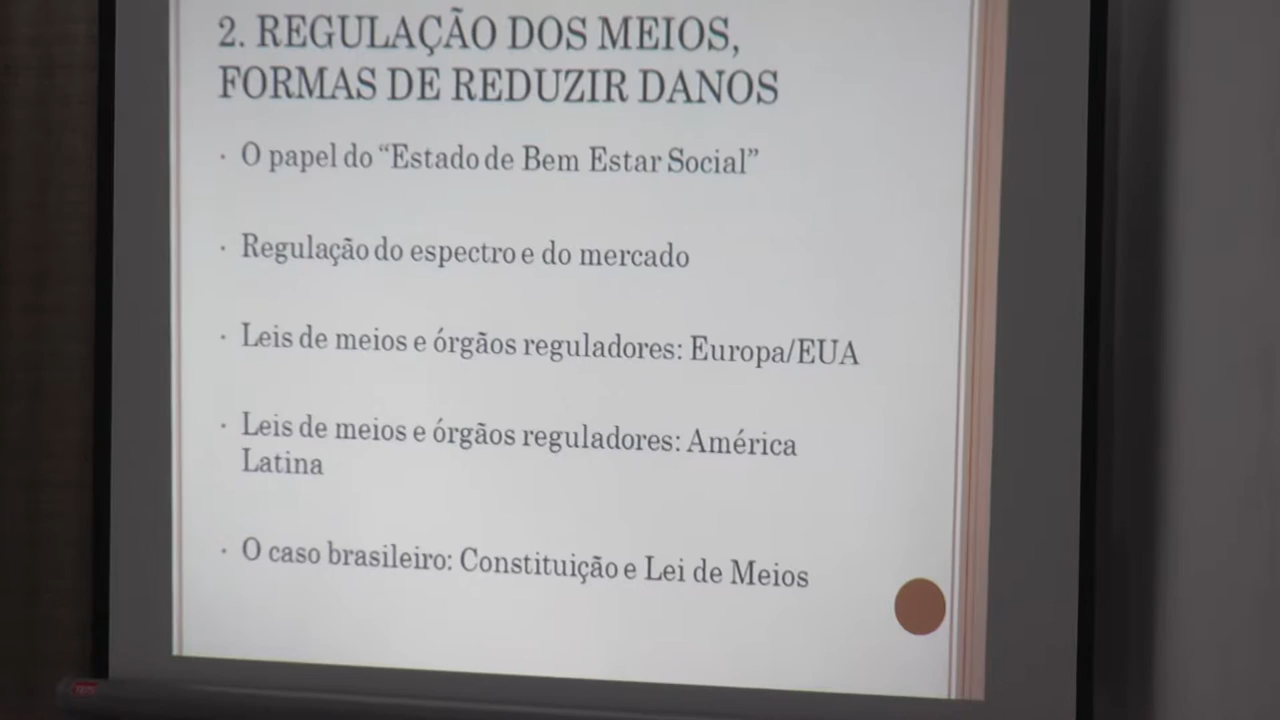 2. REGULAÇÃO DOS MEIOS,
FORMAS DE REDUZIR DANOS
· O papel do “Estado de Bem Estar Social”
· Regulação do espectro e do mercado
· Leis de meios e órgãos reguladores: Europa/EUA
· Leis de meios e órgãos reguladores: América
Latina
· O caso brasileiro: Constituição e Lei de Meios